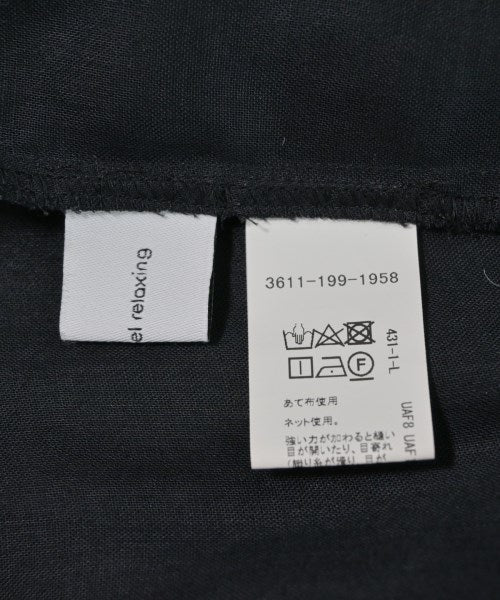 el relaxing
3611-199-1958
431-1-L
F
あて布使用
ネット使用。
強い力が加わると縫い
目が開いたり、目寄れ
UAF8 UAF